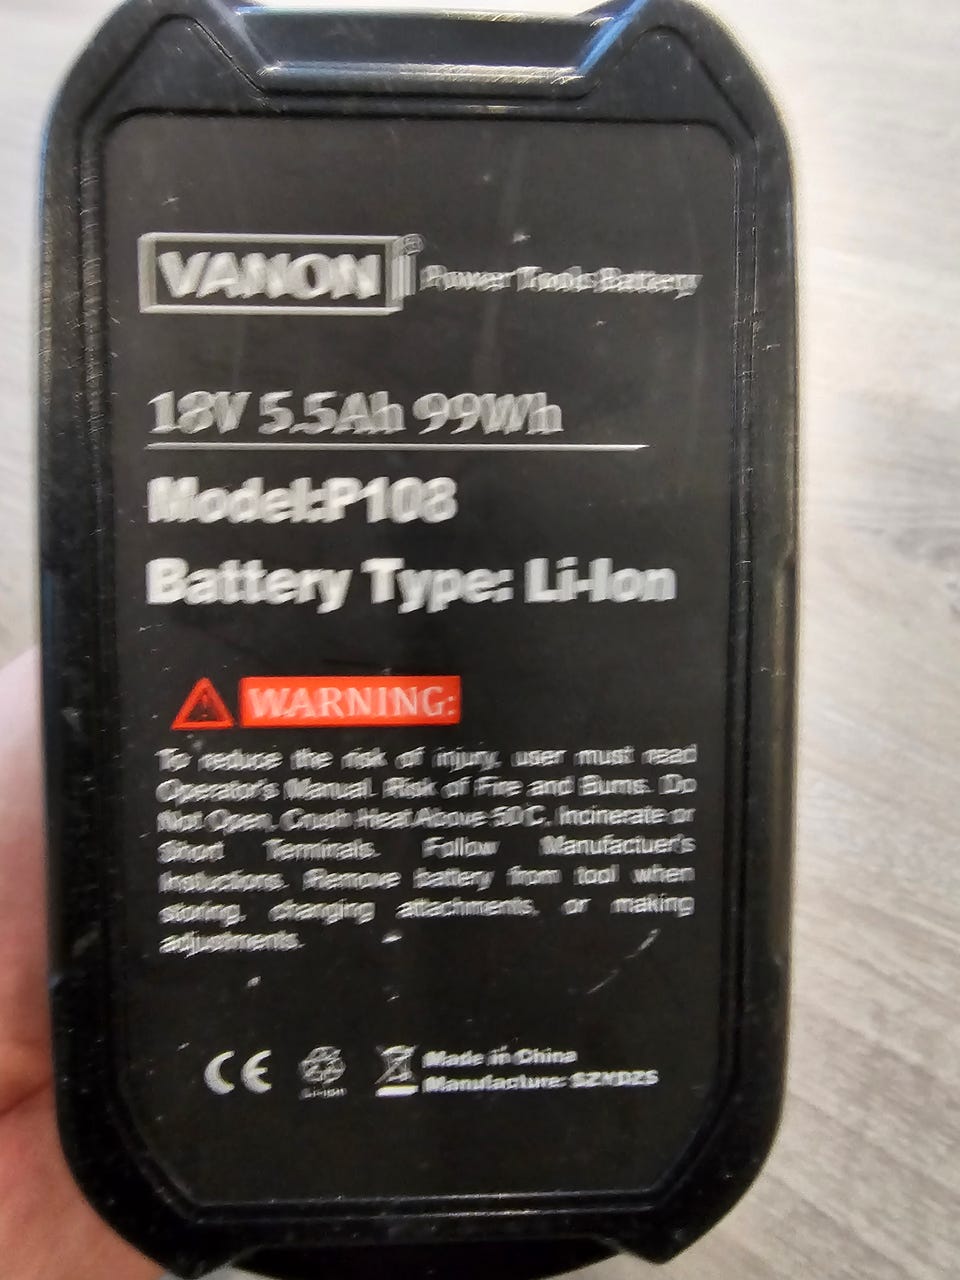 VANON ® Power Tools Battery
18V 5.5Ah 99Wh
Model:P108
Battery Type: Li-Ion
WARNING:
To reduce the risk of injury, user must read
Operator's Manual. Risk of Fire and Burns. Do
Not Open, Crush Heat Above 50°C, Incinerate or
Short Terminals. Follow Manufactuer's
Instuctions. Remove battery from tool when
storing, changing attachments, or making
adjustments.
CE Li-ion Made in China
Manufacture: